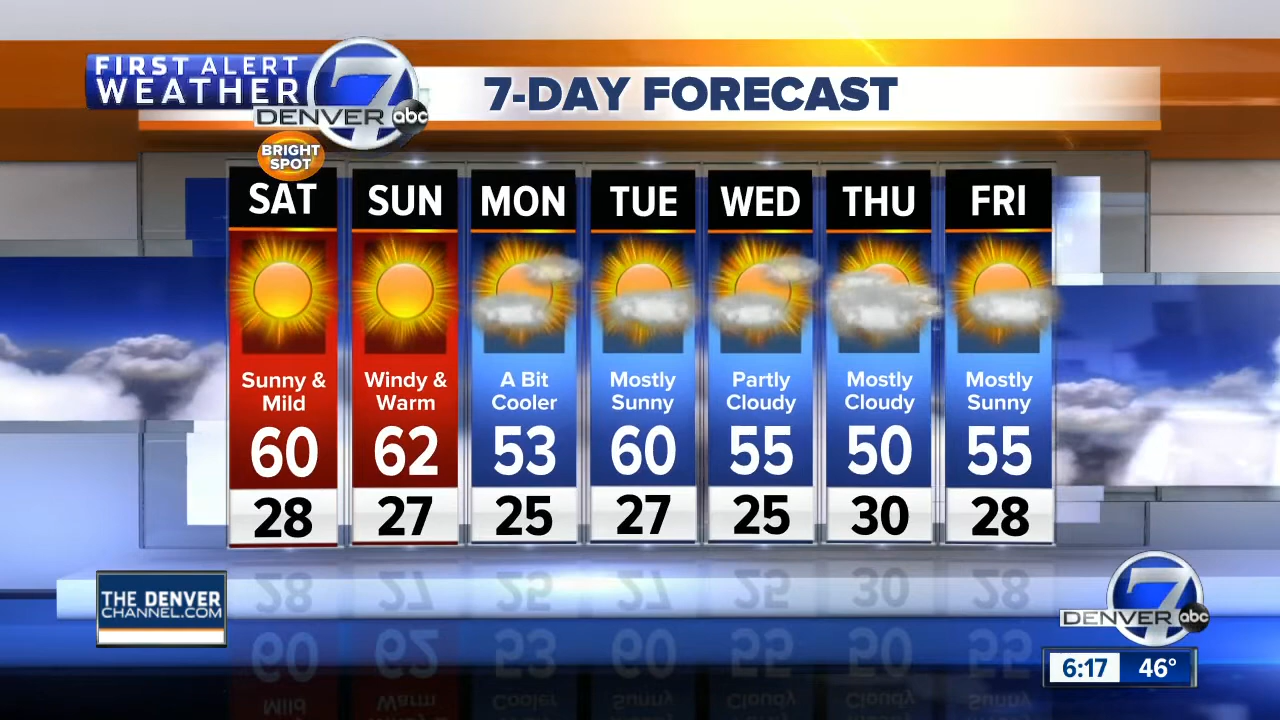 FIRST ALERT
WEATHER
7
DENVER abc
7-DAY FORECAST
BRIGHT
SPOT
SAT SUN MON TUE WED THU FRI
Sunny & Windy & A Bit Mostly Partly Mostly Mostly
Mild Warm Cooler Sunny Cloudy Cloudy Sunny
60 62 53 60 55 50 55
28 27 25 27 25 30 28
THE DENVER
CHANNEL.COM
7
DENVER abc
6:17 46°